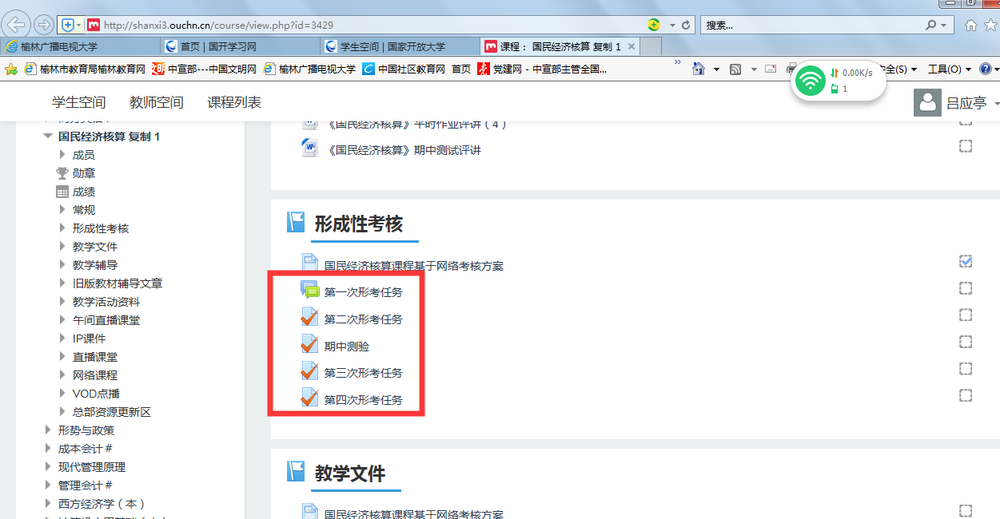 http://shanxi3.ouchn.cn/course/view.php?id=3429
搜索...
榆林广播电视大学
首页 | 国开学习网
学生空间 | 国家开放大学
课程： 国民经济核算 复制 1
榆林市教育局榆林教育网
中宣部---中国文明网
榆林广播电视大学
中国社区教育网
首页
党建网 - 中宣部主管全国...
全(S)
工具(O)
0.00K/s
1
学生空间
教师空间
课程列表
吕应亭
国民经济核算 复制 1
成员
勋章
成绩
常规
形成性考核
教学文件
教学辅导
旧版教材辅导文章
教学活动资料
午间直播课堂
IP课件
直播课堂
网络课程
VOD点播
总部资源更新区
形势与政策
成本会计＃
现代管理原理
管理会计＃
西方经济学（本）
《国民经济核算》平时作业评讲（4）
《国民经济核算》期中测试评讲
形成性考核
国民经济核算课程基于网络考核方案
第一次形考任务
第二次形考任务
期中测验
第三次形考任务
第四次形考任务
教学文件
国民经济核算课程基于网络考核方案